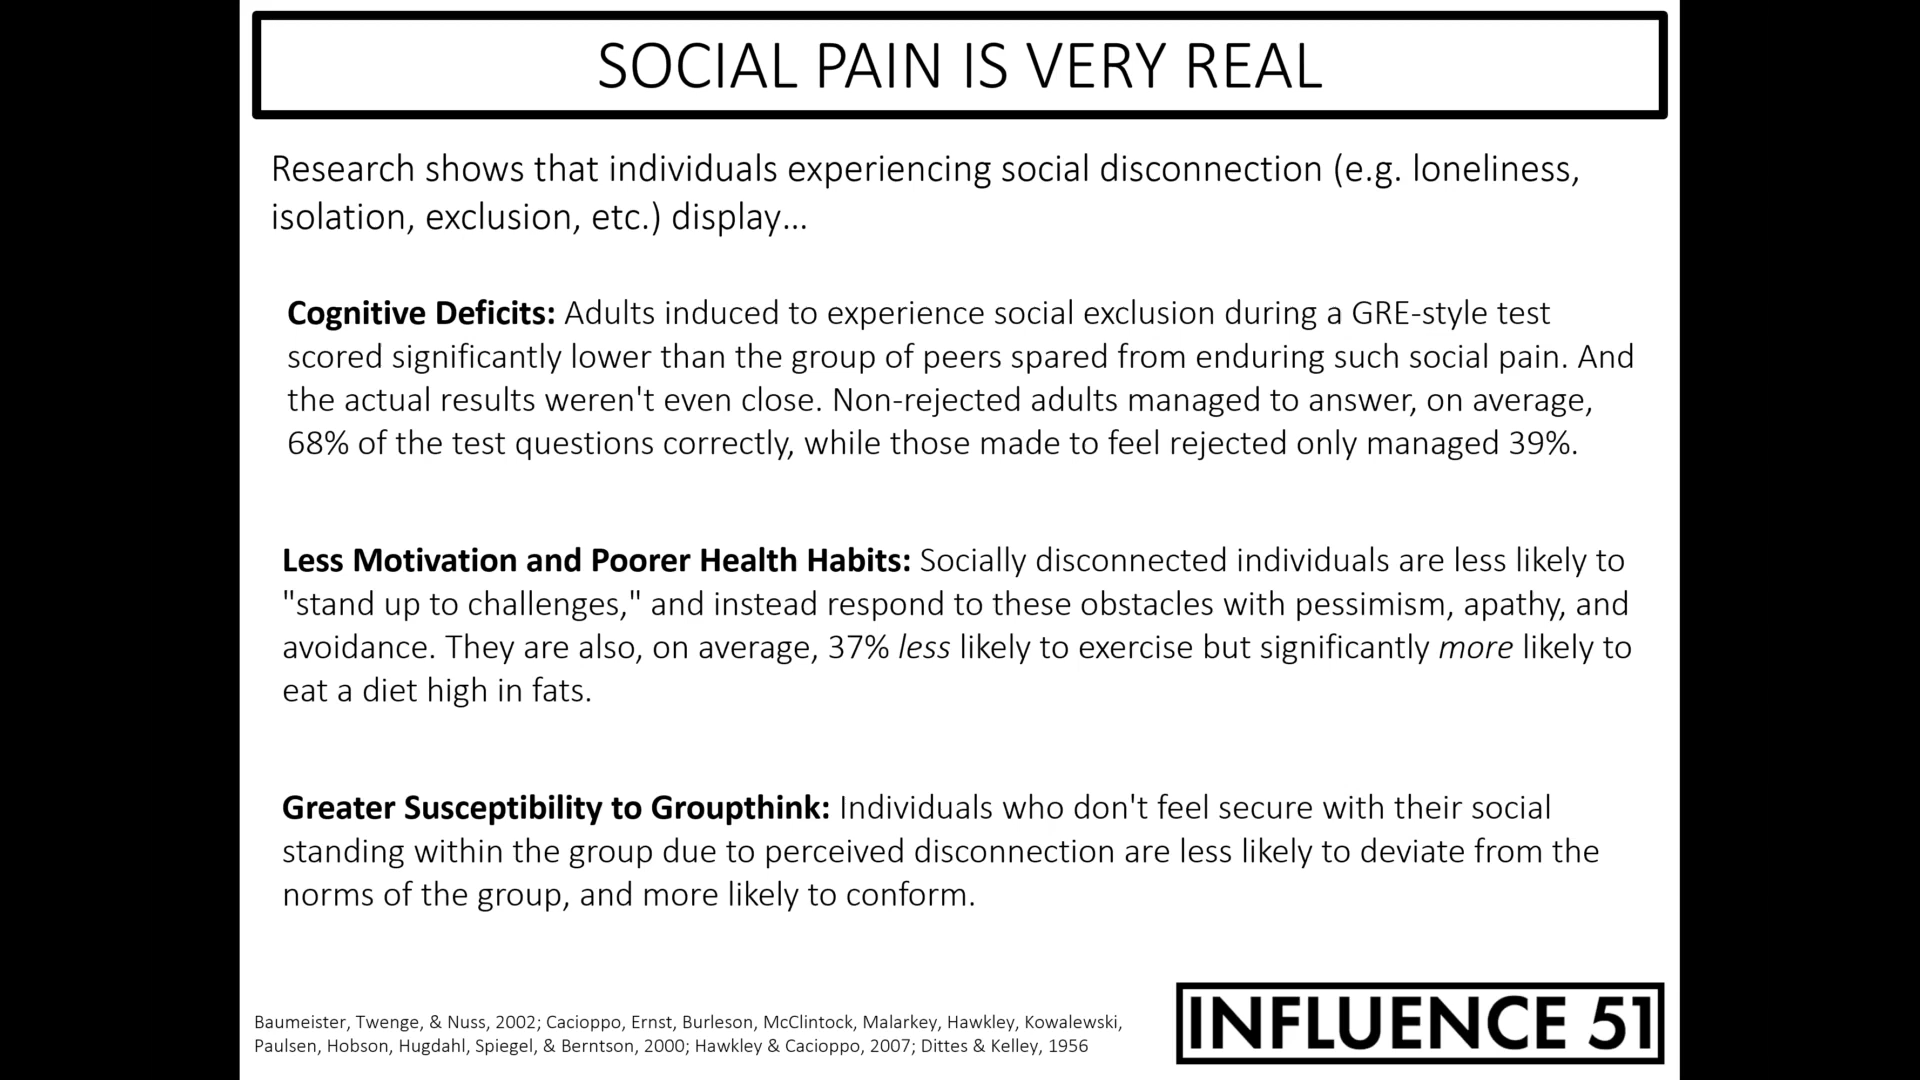 SOCIAL PAIN IS VERY REAL
Research shows that individuals experiencing social disconnection (e.g. loneliness,
isolation, exclusion, etc.) display...
Cognitive Deficits: Adults induced to experience social exclusion during a GRE-style test
scored significantly lower than the group of peers spared from enduring such social pain. And
the actual results weren't even close. Non-rejected adults managed to answer, on average,
68% of the test questions correctly, while those made to feel rejected only managed 39%.
Less Motivation and Poorer Health Habits: Socially disconnected individuals are less likely to
"stand up to challenges," and instead respond to these obstacles with pessimism, apathy, and
avoidance. They are also, on average, 37% less likely to exercise but significantly more likely to
eat a diet high in fats.
Greater Susceptibility to Groupthink: Individuals who don't feel secure with their social
standing within the group due to perceived disconnection are less likely to deviate from the
norms of the group, and more likely to conform.
Baumeister, Twenge, & Nuss, 2002; Cacioppo, Ernst, Burleson, McClintock, Malarkey, Hawkley, Kowalewski,
Paulsen, Hobson, Hugdahl, Spiegel, & Berntson, 2000; Hawkley & Cacioppo, 2007; Dittes & Kelley, 1956
INFLUENCE 51